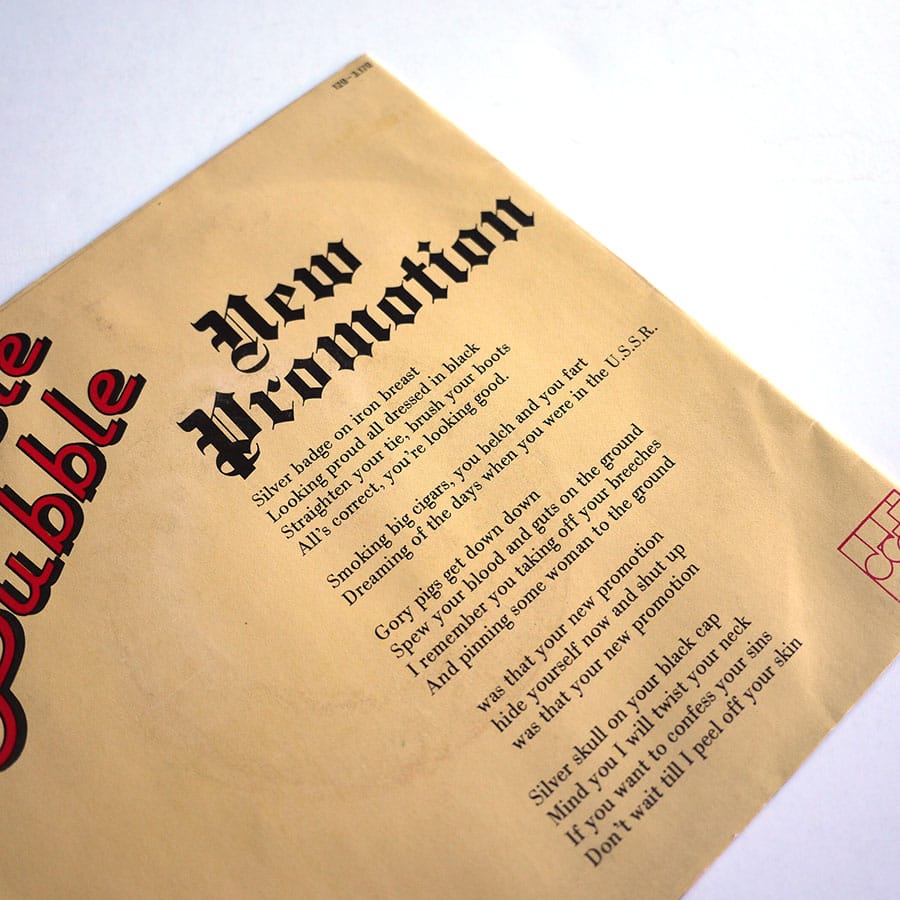 120-3.170
New
Promotion
Silver badge on iron breast
Looking proud all dressed in black
Straighten your tie, brush your boots
All's correct, you're looking good.
Smoking big cigars, you belch and you fart
Dreaming of the days when you were in the U.S.S.R.
Gory pigs get down down
Spew your blood and guts on the ground
I remember you taking off your breeches
And pinning some woman to the ground
was that your new promotion
hide yourself now and shut up
was that your new promotion
Silver skull on your black cap
Mind you I will twist your neck
If you want to confess your sins
Don't wait till I peel off your skin